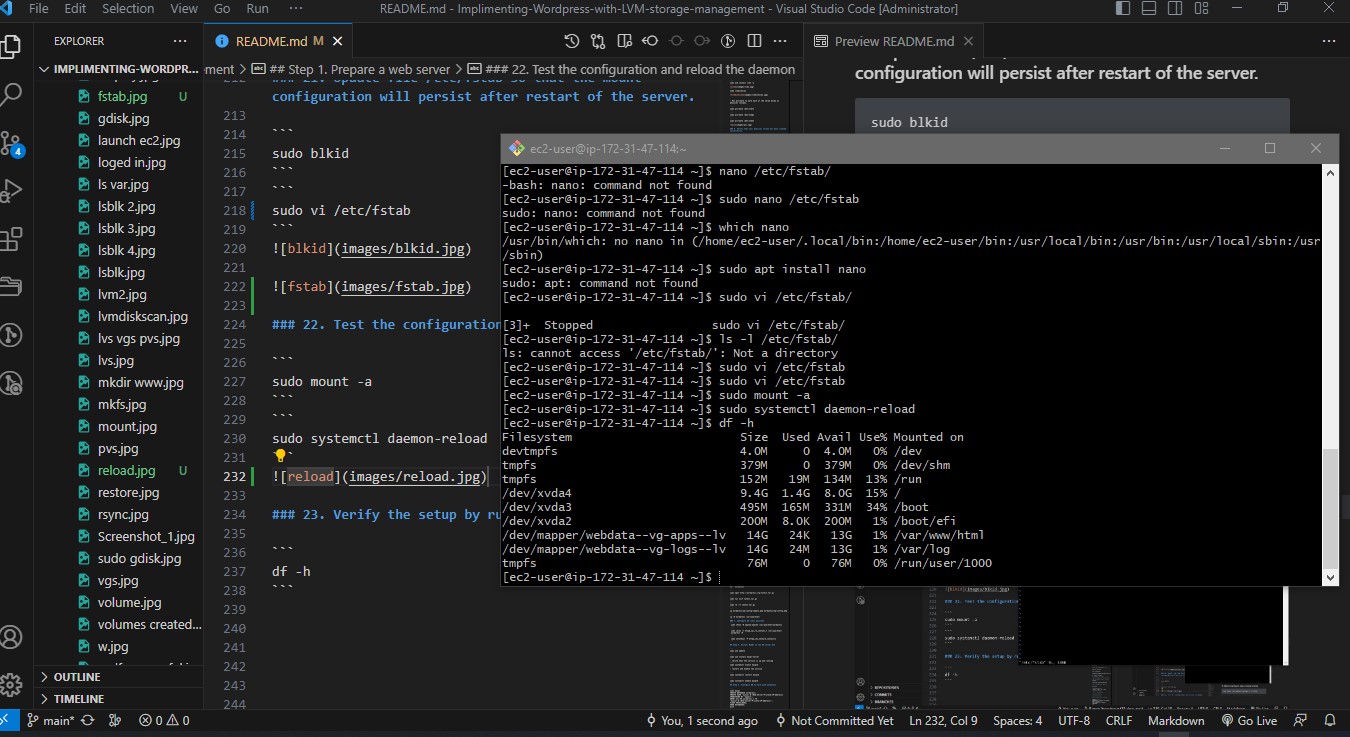 File Edit Selection View Go Run ··· README.md - Implimenting-Wordpress-with-LVM-storage-management - Visual Studio Code [Administrator]
EXPLORER ···
IMPLIMENTING-WORDPR...
fstab.jpg U
gdisk.jpg
launch ec2.jpg
loged in.jpg
ls var.jpg
lsblk 2.jpg
lsblk 3.jpg
lsblk 4.jpg
lsblk.jpg
lvm2.jpg
lvmdiskscan.jpg
lvs vgs pvs.jpg
lvs.jpg
mkdir www.jpg
mkfs.jpg
mount.jpg
pvs.jpg
reload.jpg U
restore.jpg
rsync.jpg
Screenshot_1.jpg
sudo gdisk.jpg
vgs.jpg
volume.jpg
volumes created...
w.jpg
OUTLINE
TIMELINE
4
README.md M
ment > ## Step 1. Prepare a web server > ### 22. Test the configuration and reload the daemon
configuration will persist after restart of the server.
213
214 ```
215 sudo blkid
216 ```
217 ```
218 sudo vi /etc/fstab
219 ```
220 ![blkid](images/blkid.jpg)
221
222 ![fstab](images/fstab.jpg)
223
224 ### 22. Test the configuration
225
226 ```
227 sudo mount -a
228 ```
229 ```
230 sudo systemctl daemon-reload
231
232 ![reload](images/reload.jpg)
233
234 ### 23. Verify the setup by ru
235
236 ```
237 df -h
238 ```
239
240
241
242
243
244
Preview README.md
configuration will persist after restart of the server.
sudo blkid
ec2-user@ip-172-31-47-114:~
[ec2-user@ip-172-31-47-114 ~]$ nano /etc/fstab/
-bash: nano: command not found
[ec2-user@ip-172-31-47-114 ~]$ sudo nano /etc/fstab
sudo: nano: command not found
[ec2-user@ip-172-31-47-114 ~]$ which nano
/usr/bin/which: no nano in (/home/ec2-user/.local/bin:/home/ec2-user/bin:/usr/local/bin:/usr/bin:/usr/local/sbin:/usr
/sbin)
[ec2-user@ip-172-31-47-114 ~]$ sudo apt install nano
sudo: apt: command not found
[ec2-user@ip-172-31-47-114 ~]$ sudo vi /etc/fstab/
[3]+  Stopped                 sudo vi /etc/fstab/
[ec2-user@ip-172-31-47-114 ~]$ ls -l /etc/fstab/
ls: cannot access '/etc/fstab/': Not a directory
[ec2-user@ip-172-31-47-114 ~]$ sudo vi /etc/fstab
[ec2-user@ip-172-31-47-114 ~]$ sudo vi /etc/fstab
[ec2-user@ip-172-31-47-114 ~]$ sudo mount -a
[ec2-user@ip-172-31-47-114 ~]$ sudo systemctl daemon-reload
[ec2-user@ip-172-31-47-114 ~]$ df -h
Filesystem                       Size  Used Avail Use% Mounted on
devtmpfs                         4.0M     0  4.0M   0% /dev
tmpfs                            379M     0  379M   0% /dev/shm
tmpfs                            152M   19M  134M  13% /run
/dev/xvda4                       9.4G  1.4G  8.0G  15% /
/dev/xvda3                       495M  165M  331M  34% /boot
/dev/xvda2                       200M  8.0K  200M   1% /boot/efi
/dev/mapper/webdata--vg-apps--lv   14G   24K   13G   1% /var/www/html
/dev/mapper/webdata--vg-logs--lv   14G   24M   13G   1% /var/log
tmpfs                             76M     0   76M   0% /run/user/1000
[ec2-user@ip-172-31-47-114 ~]$
main* 0 0 You, 1 second ago Not Committed Yet Ln 232, Col 9 Spaces: 4 UTF-8 CRLF Markdown Go Live